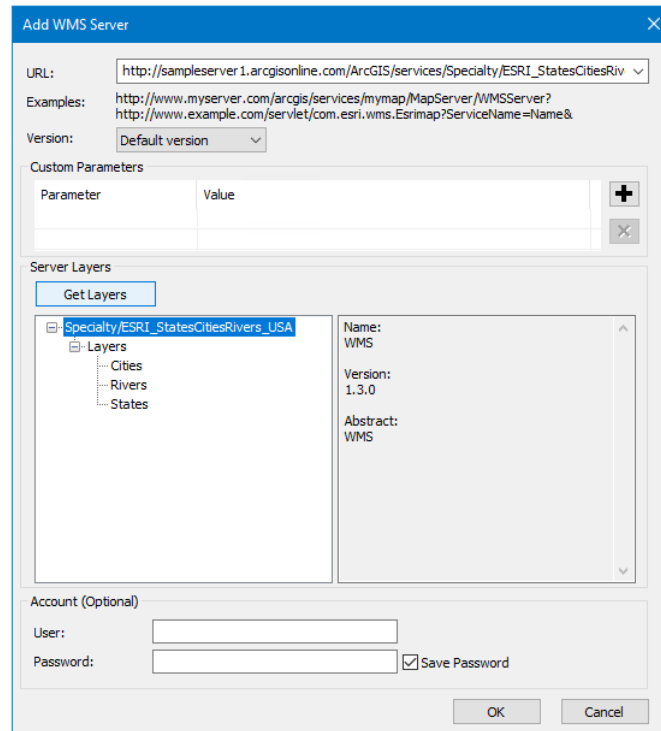 Add WMS Server
URL: http://sampleserver1.arcgisonline.com/ArcGIS/services/Specialty/ESRI_StatesCitiesRiv
Examples: http://www.myserver.com/arcgis/services/mymap/MapServer/WMSServer?
http://www.example.com/servlet/com.esri.wms.Esrimap?ServiceName=Name&
Version: Default version
Custom Parameters
Parameter Value
Server Layers
Get Layers
Specialty/ESRI_StatesCitiesRivers_USA
Layers
Cities
Rivers
States
Name:
WMS
Version:
1.3.0
Abstract:
WMS
Account (Optional)
User:
Password: Save Password
OK Cancel